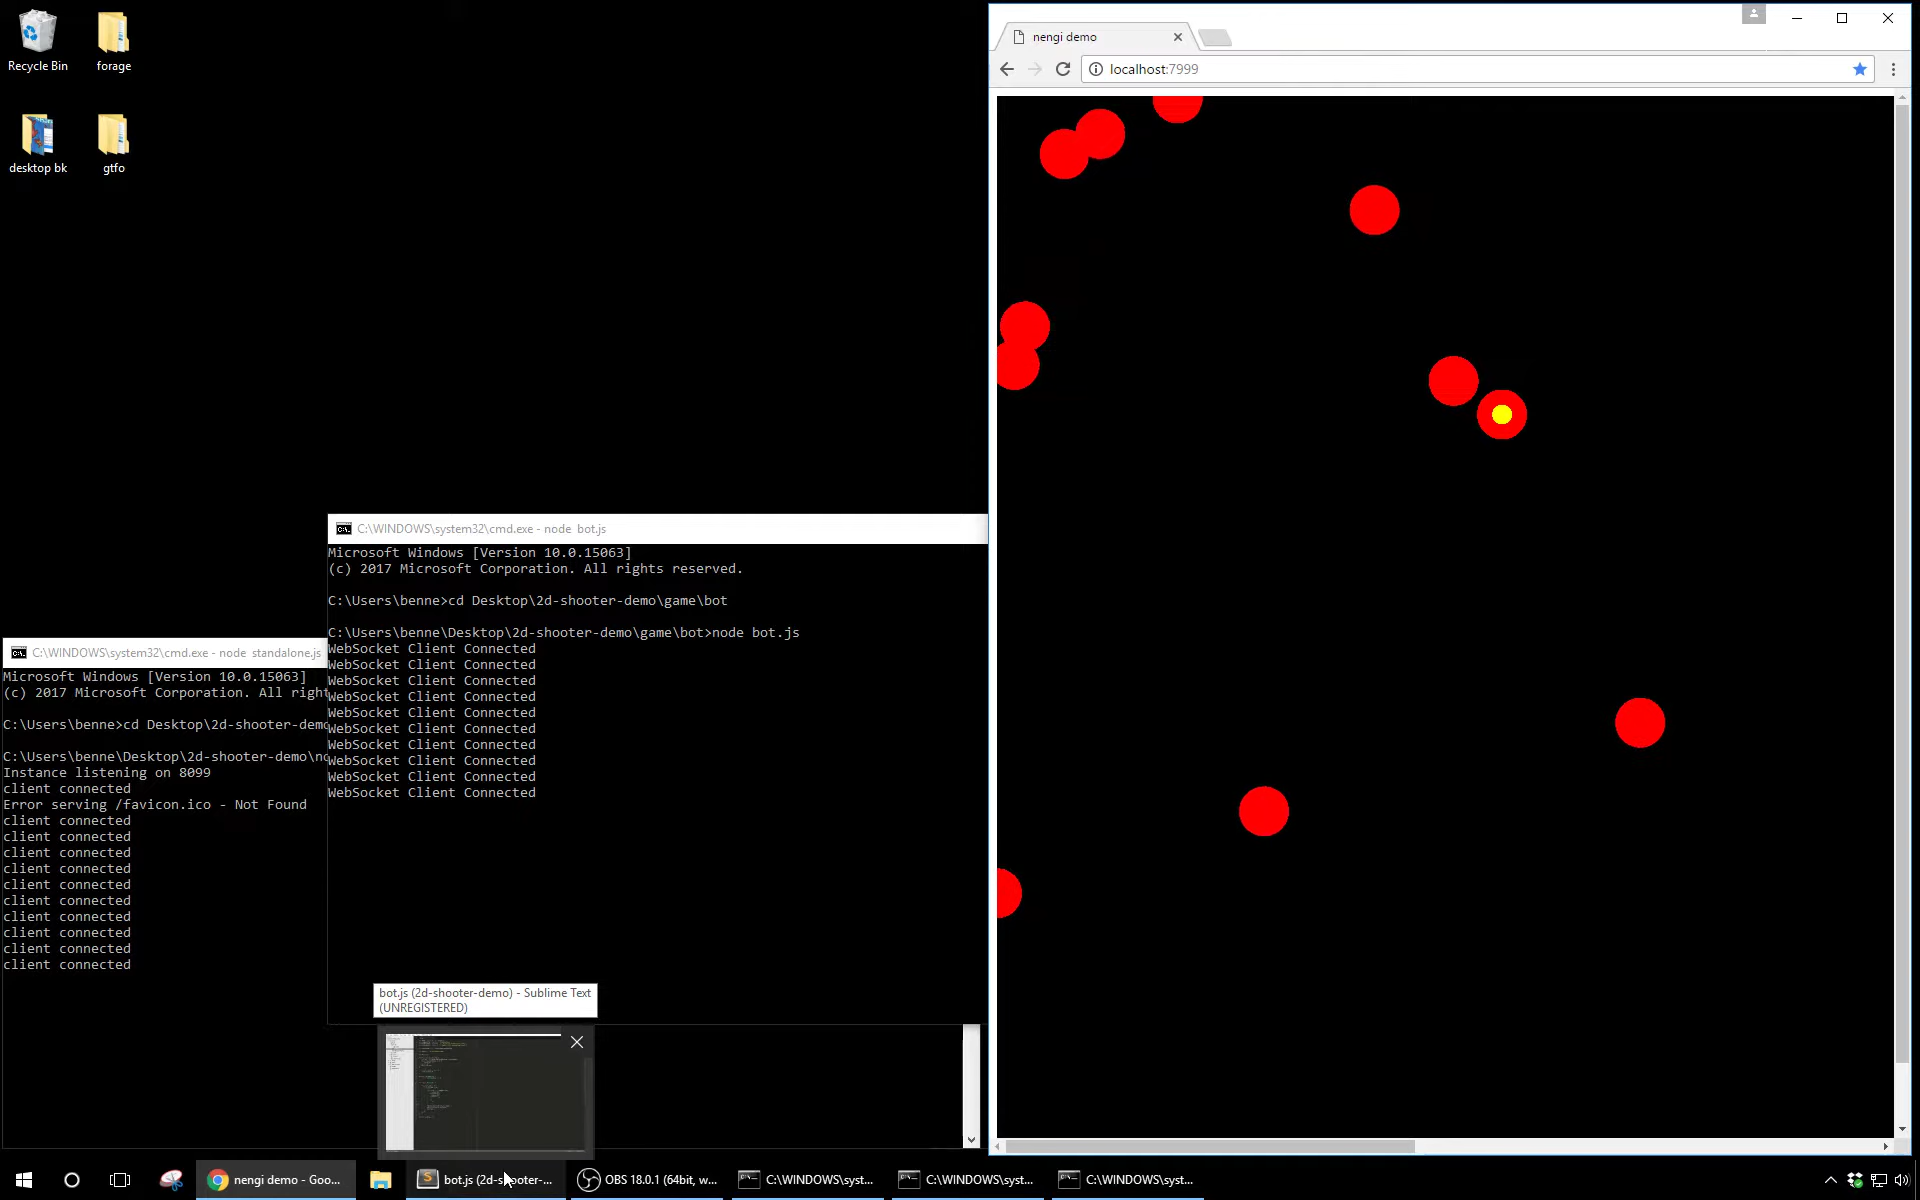 Recycle Bin
forage
desktop bk
gtfo
nengi demo
localhost:7999
C:\WINDOWS\system32\cmd.exe - node  bot.js
Microsoft Windows [Version 10.0.15063]
(c) 2017 Microsoft Corporation. All rights reserved.
C:\Users\benne>cd Desktop\2d-shooter-demo\game\bot
C:\Users\benne\Desktop\2d-shooter-demo\game\bot>node bot.js
WebSocket Client Connected
WebSocket Client Connected
WebSocket Client Connected
WebSocket Client Connected
WebSocket Client Connected
WebSocket Client Connected
WebSocket Client Connected
WebSocket Client Connected
WebSocket Client Connected
WebSocket Client Connected
C:\WINDOWS\system32\cmd.exe - node  standalone.js
Microsoft Windows [Version 10.0.15063]
(c) 2017 Microsoft Corporation. All right
C:\Users\benne>cd Desktop\2d-shooter-demo
C:\Users\benne\Desktop\2d-shooter-demo\no
Instance listening on 8099
client connected
Error serving /favicon.ico - Not Found
client connected
client connected
client connected
client connected
client connected
client connected
client connected
client connected
client connected
client connected
bot.js (2d-shooter-demo) - Sublime Text
(UNREGISTERED)
nengi demo - Goo...
bot.js (2d-shooter-...
OBS 18.0.1 (64bit, w...
C:\WINDOWS\syst...
C:\WINDOWS\syst...
C:\WINDOWS\syst...